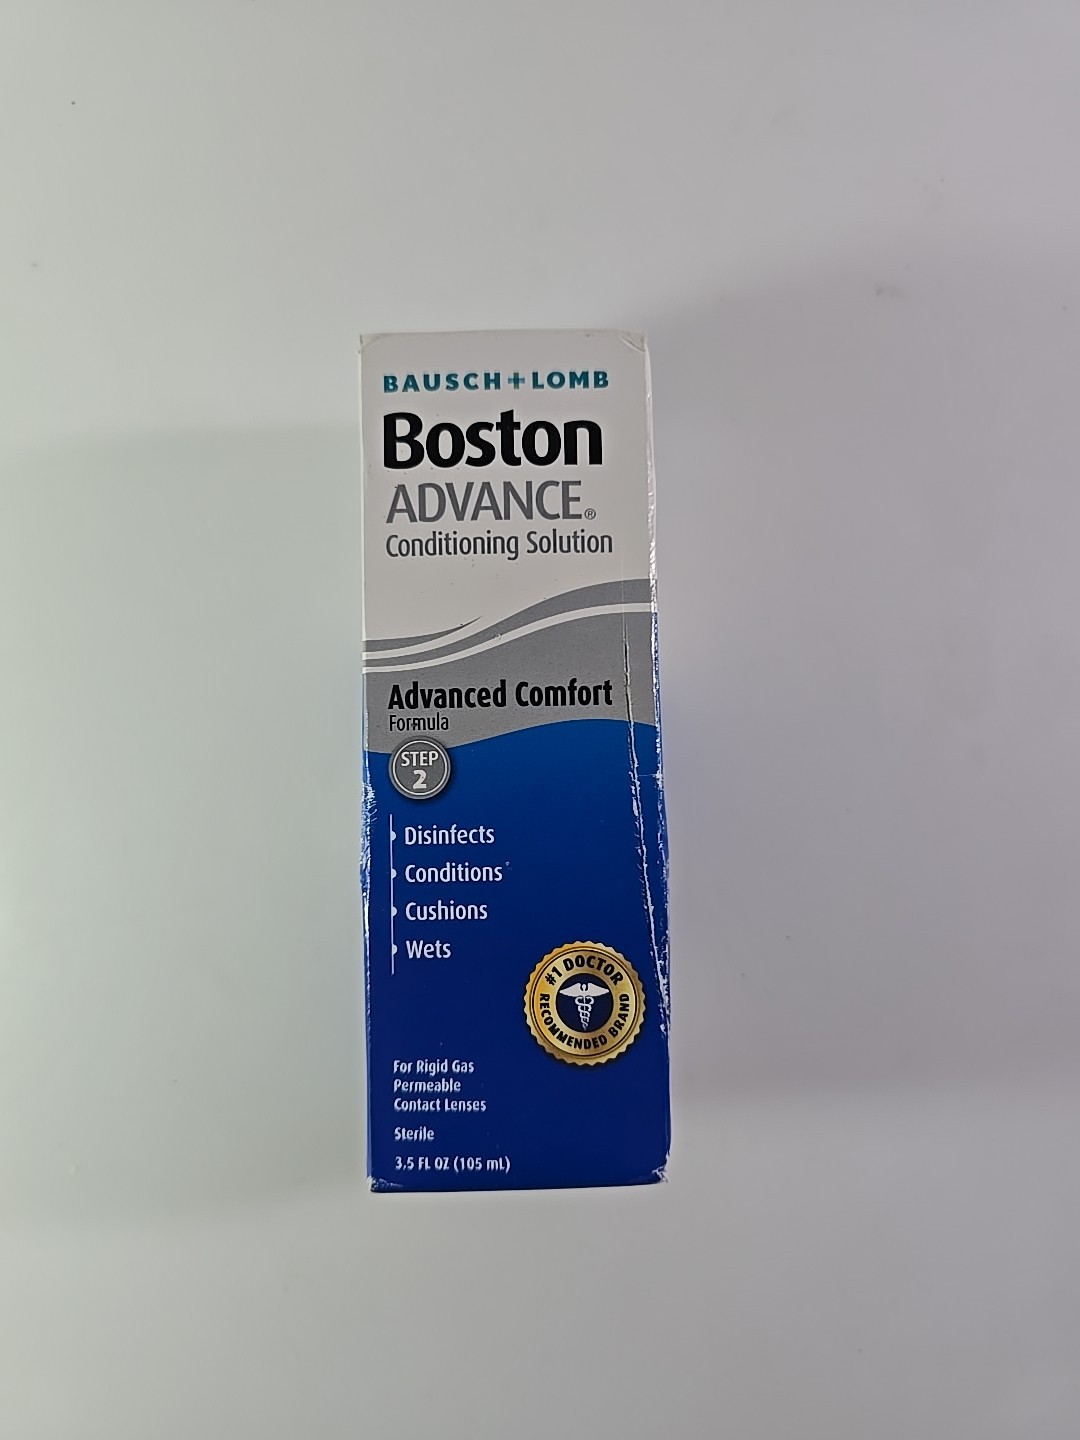 BAUSCH+LOMB
Boston
ADVANCE®
Conditioning Solution
Advanced Comfort
Formula
STEP
2
Disinfects
Conditions*
Cushions
Wets
#1 DOCTOR
RECOMMENDED BRAND
For Rigid Gas
Permeable
Contact Lenses
Sterile
3.5 FL OZ (105 mL)